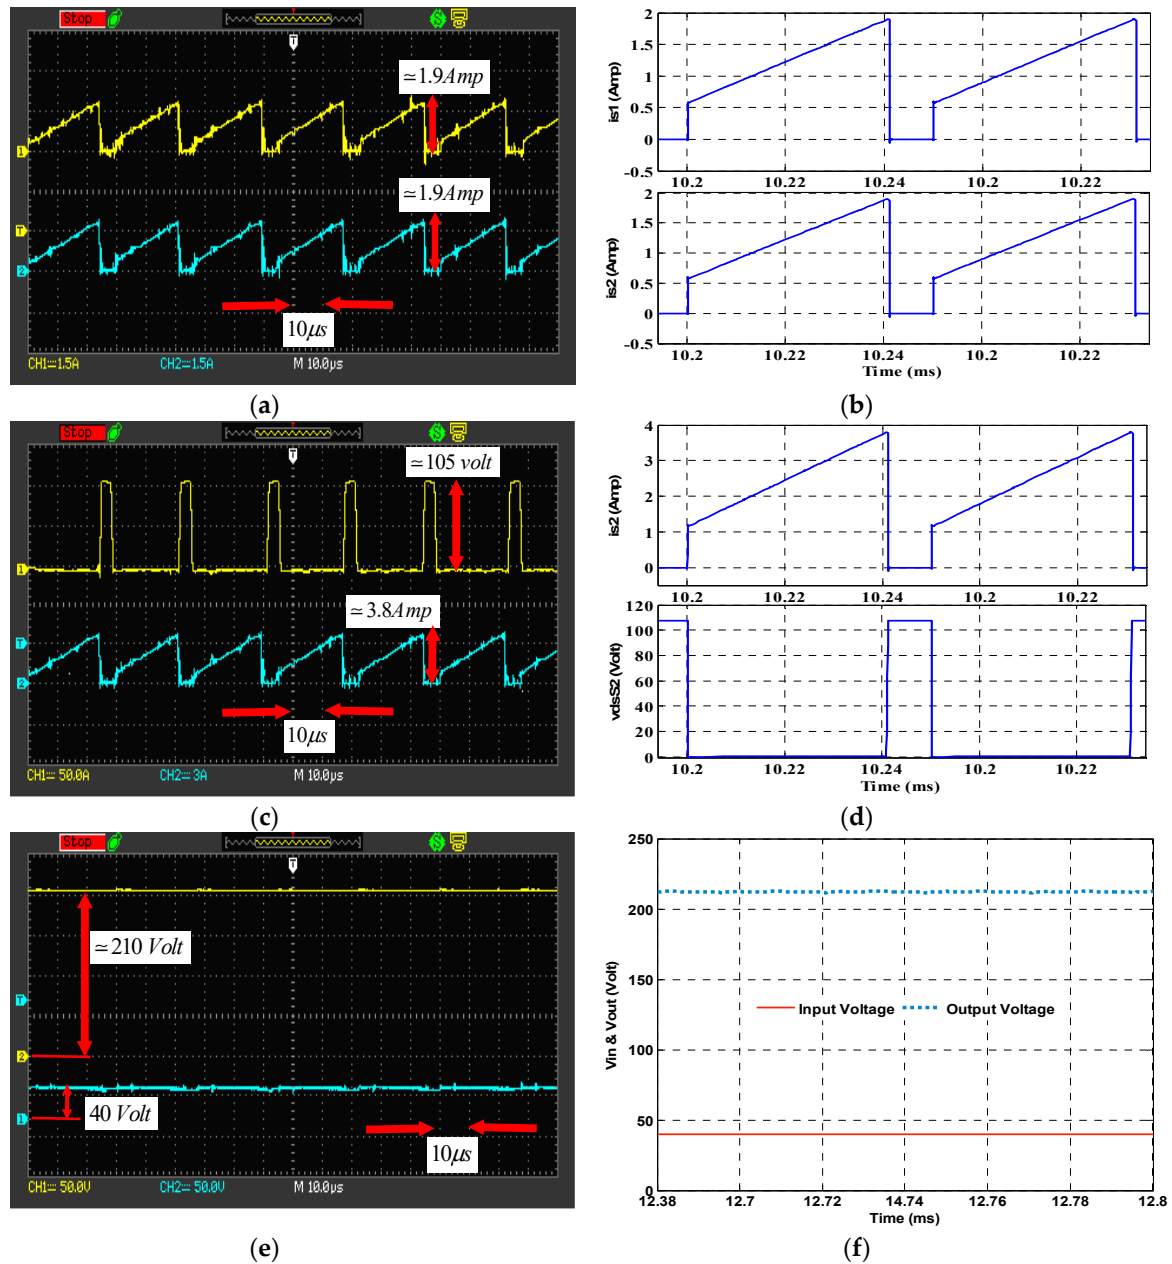 Stop
T
≃1.9Amp
1
≃1.9Amp
T
2
10μs
CH1=1.5A CH2=1.5A M 10.0μs
(a)
2
1.5
1
0.5
0
-0.5
is1 (Amp)
10.2 10.22 10.24 10.2 10.22
2
1.5
1
0.5
0
-0.5
is2 (Amp)
10.2 10.22 10.24 10.2 10.22
Time (ms)
(b)
Stop
T
≃105 volt
1
≃3.8Amp
T
2
10μs
CH1= 50.0A CH2=3A M 10.0μs
(c)
4
3
2
1
0
is2 (Amp)
10.2 10.22 10.24 10.2 10.22
120
100
80
60
40
20
0
vdsS2 (Volt)
10.2 10.22 10.24 10.2 10.22
Time (ms)
(d)
Stop
T
≃210 Volt
T
2
40 Volt
1
10μs
CH1= 50.0V CH2=50.0V M 10.0μs
(e)
250
200
150
100
50
0
Vin & Vout (Volt)
Input Voltage Output Voltage
12.38 12.7 12.72 14.74 12.76 12.78 12.8
Time (ms)
(f)